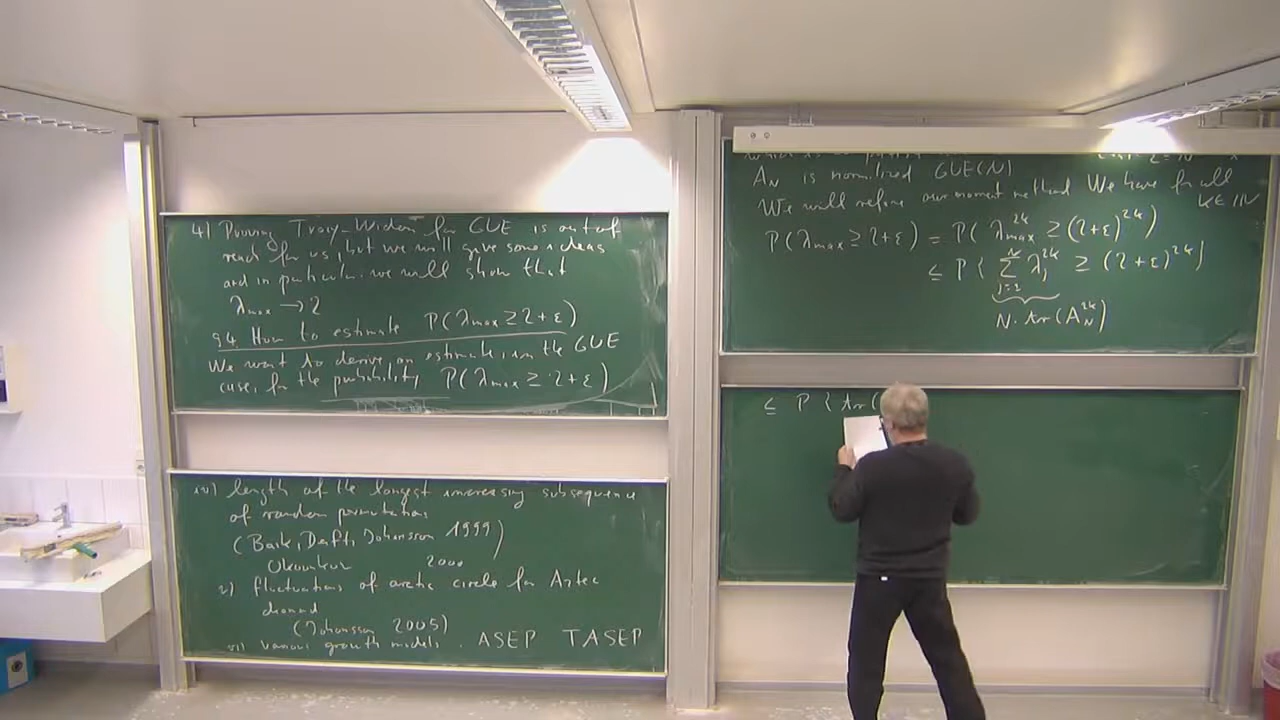 4) Proving Tracy-Widom for GUE is out of
reach for us, but we will give some ideas
and in particular we will show that
λmax → 2
§4. How to estimate P(λmax ≥ 2+ε)
We want to derive an estimate, in the GUE
case, for the probability P(λmax ≥ 2+ε)
iv) length of the longest increasing subsequence
of random permutation
(Baik, Deift, Johansson 1999)
Okounkov 2000
v) fluctuations of arctic circle for Aztec
diamond
(Johansson 2005)
vi) various growth models. ASEP TASEP
A_N is normalized GUE(N)
We will refine our moment method. We have for all
k∈ℕ
P(λmax ≥ 2+ε) = P(λmax^{2k} ≥ (2+ε)^{2k})
≤ P{ ∑_{j=1}^N λ_j^{2k} ≥ (2+ε)^{2k} }
N·tr(A_N^{2k})
≤ P { tr(